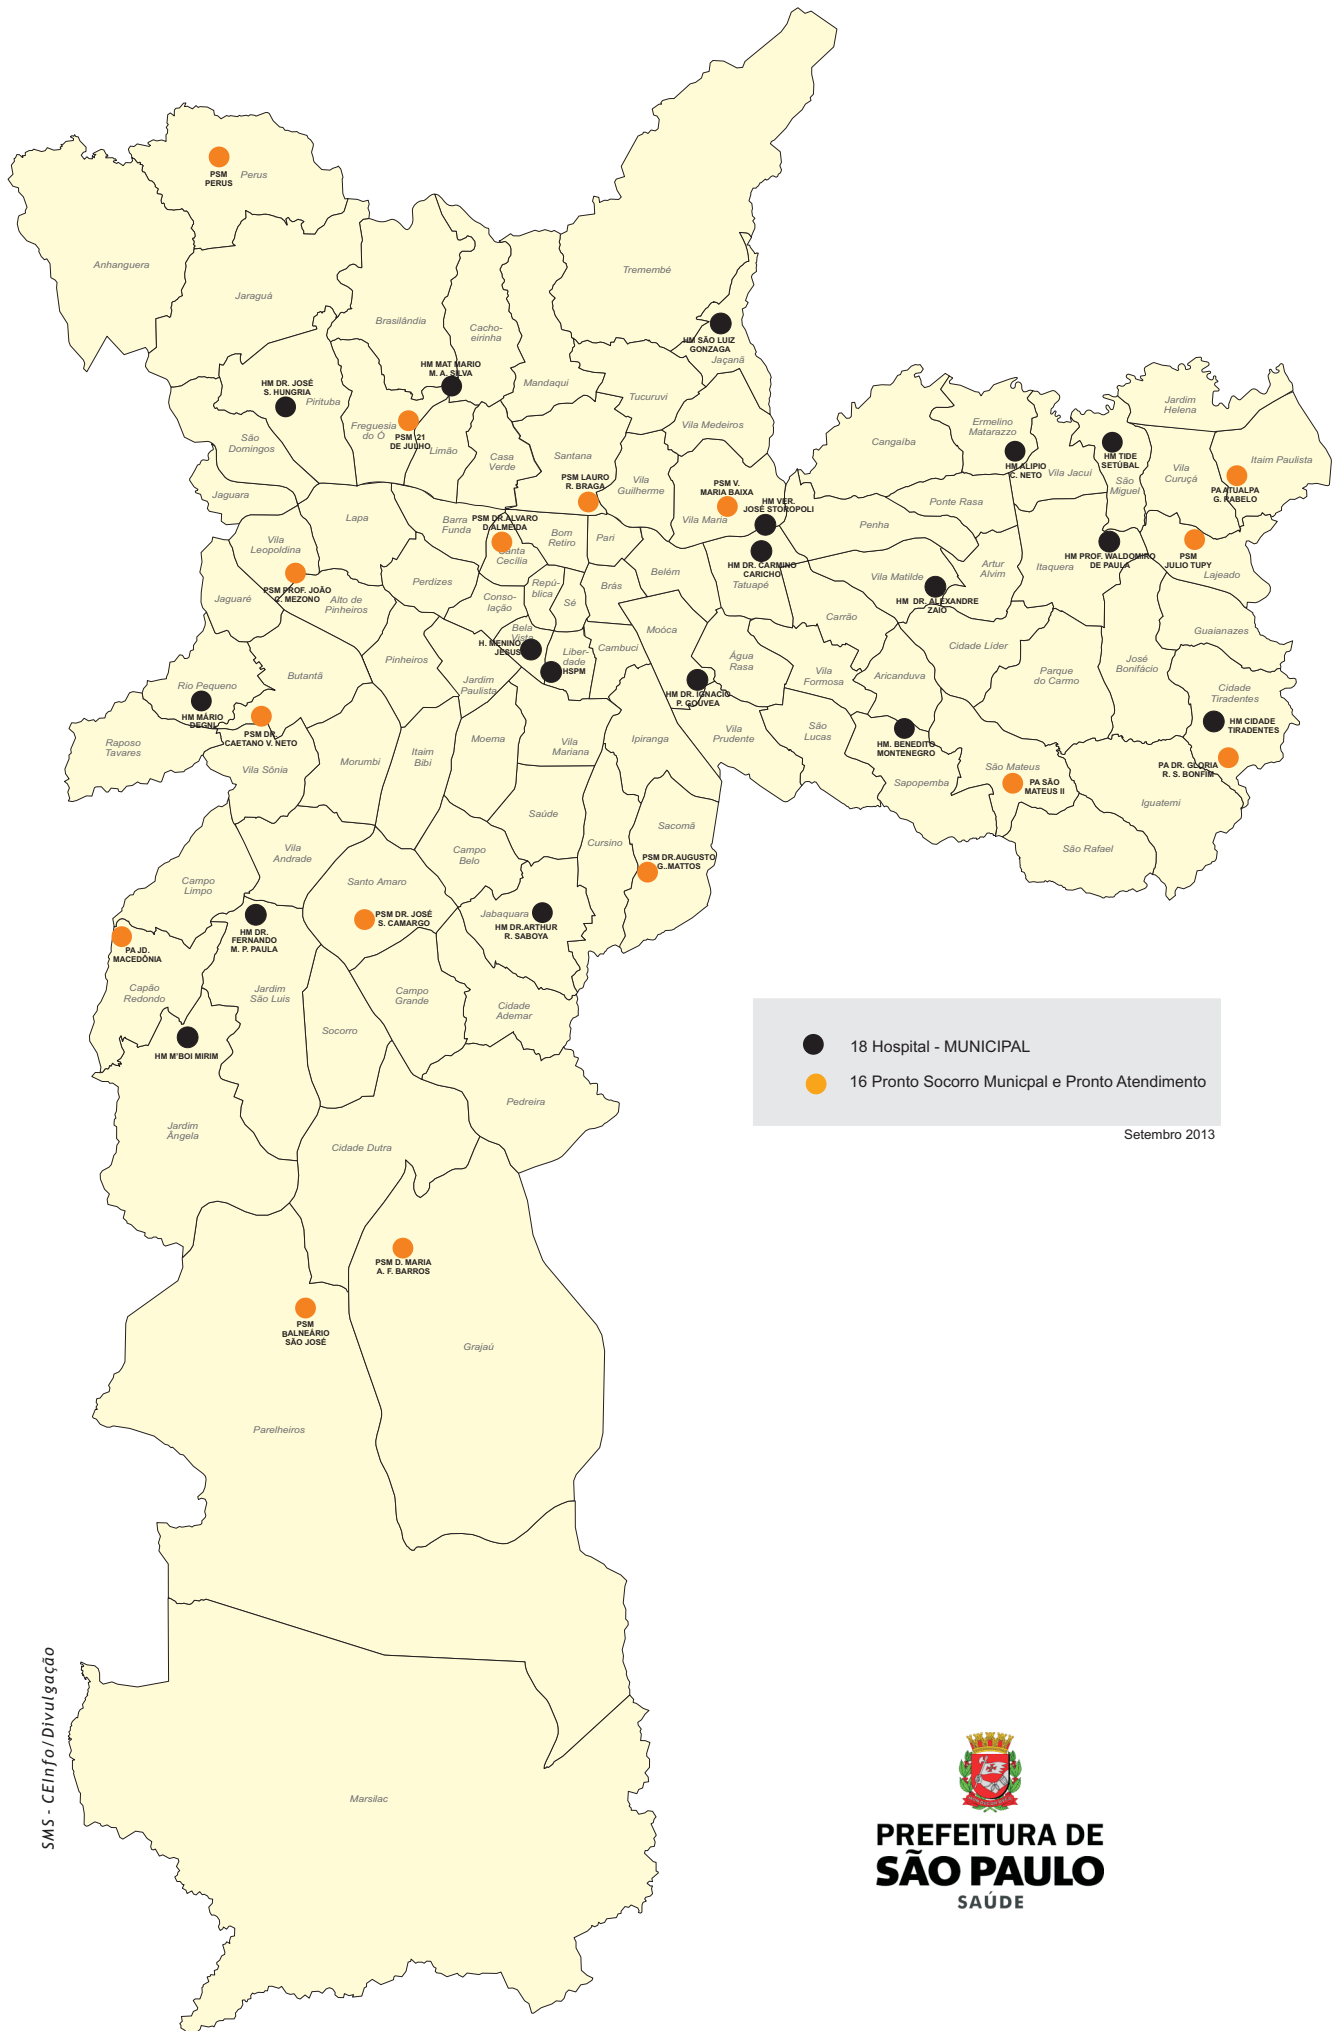 PSM
PERUS
Perus
Anhanguera
Jaraguá
Tremembé
Brasilândia
Cacho-
eirinha
HM SÃO LUIZ
GONZAGA
Jaçanã
HM MAT MARIO
M. A. SILVA
Mandaqui
Tucuruvi
HM DR. JOSÉ
S. HUNGRIA
Pirituba
Freguesia
do Ó
PSM 21
DE JULHO
Limão
Vila Medeiros
São
Domingos
Casa
Verde
Santana
Cangaíba
Ermelino
Matarazzo
Jardim
Helena
HM ALIPIO
C. NETO
HM TIDE
SETÚBAL
Vila Jacuí
São
Miguel
Vila
Curuçá
Itaim Paulista
PA ATUALPA
G. RABELO
Jaguara
PSM LAURO
R. BRAGA
Vila
Guilherme
PSM V.
MARIA BAIXA
Vila Maria
HM VER.
JOSÉ STOROPOLI
Ponte Rasa
Penha
Lapa
Barra
Funda
PSM DR.ALVARO
D.ALMEIDA
Santa
Cecília
Bom
Retiro
Pari
Vila
Leopoldina
PSM PROF. JOÃO
C. MEZONO
Jaguaré
Alto de
Pinheiros
Perdizes
Conso-
lação
Repú-
blica
Sé
Brás
Belém
HM DR. CARMINO
CARICHO
Tatuapé
Vila Matilde
HM DR. ALEXANDRE
ZAIO
Artur
Alvim
Itaquera
HM PROF. WALDOMIRO
DE PAULA
PSM
JULIO TUPY
Lajeado
Carrão
Guaianazes
Bela
Vista
H. MENINO
JESUS
Liber-
dade
HSPM
Cambuci
Moóca
Água
Rasa
Vila
Formosa
Aricanduva
Cidade Líder
Parque
do Carmo
José
Bonifácio
Cidade
Tiradentes
HM CIDADE
TIRADENTES
Pinheiros
Jardim
Paulista
Butantã
Rio Pequeno
HM MÁRIO
DEGNI
PSM DR.
CAETANO V. NETO
Raposo
Tavares
Vila Sônia
Morumbi
Itaim
Bibi
Moema
Vila
Mariana
Ipiranga
HM DR. IGNACIO
P. GOUVEA
Vila
Prudente
São
Lucas
HM. BENEDITO
MONTENEGRO
Sapopemba
São Mateus
PA SÃO
MATEUS II
PA DR. GLORIA
R. S. BONFIM
Iguatemi
São Rafael
Saúde
Cursino
Sacomã
PSM DR.AUGUSTO
G..MATTOS
Campo
Limpo
Vila
Andrade
Santo Amaro
Campo
Belo
PSM DR. JOSÉ
S. CAMARGO
Jabaquara
HM DR.ARTHUR
R. SABOYA
HM DR.
FERNANDO
M. P. PAULA
PA JD.
MACEDÔNIA
Capão
Redondo
Jardim
São Luis
Campo
Grande
Cidade
Ademar
Socorro
HM M'BOI MIRIM
Pedreira
Jardim
Ângela
Cidade Dutra
18 Hospital - MUNICIPAL
16 Pronto Socorro Municpal e Pronto Atendimento
Setembro 2013
PSM D. MARIA
A. F. BARROS
PSM
BALNEÁRIO
SÃO JOSÉ
Grajaú
Parelheiros
Marsilac
SMS - CEInfo/Divulgação
PREFEITURA DE
SÃO PAULO
SAÚDE